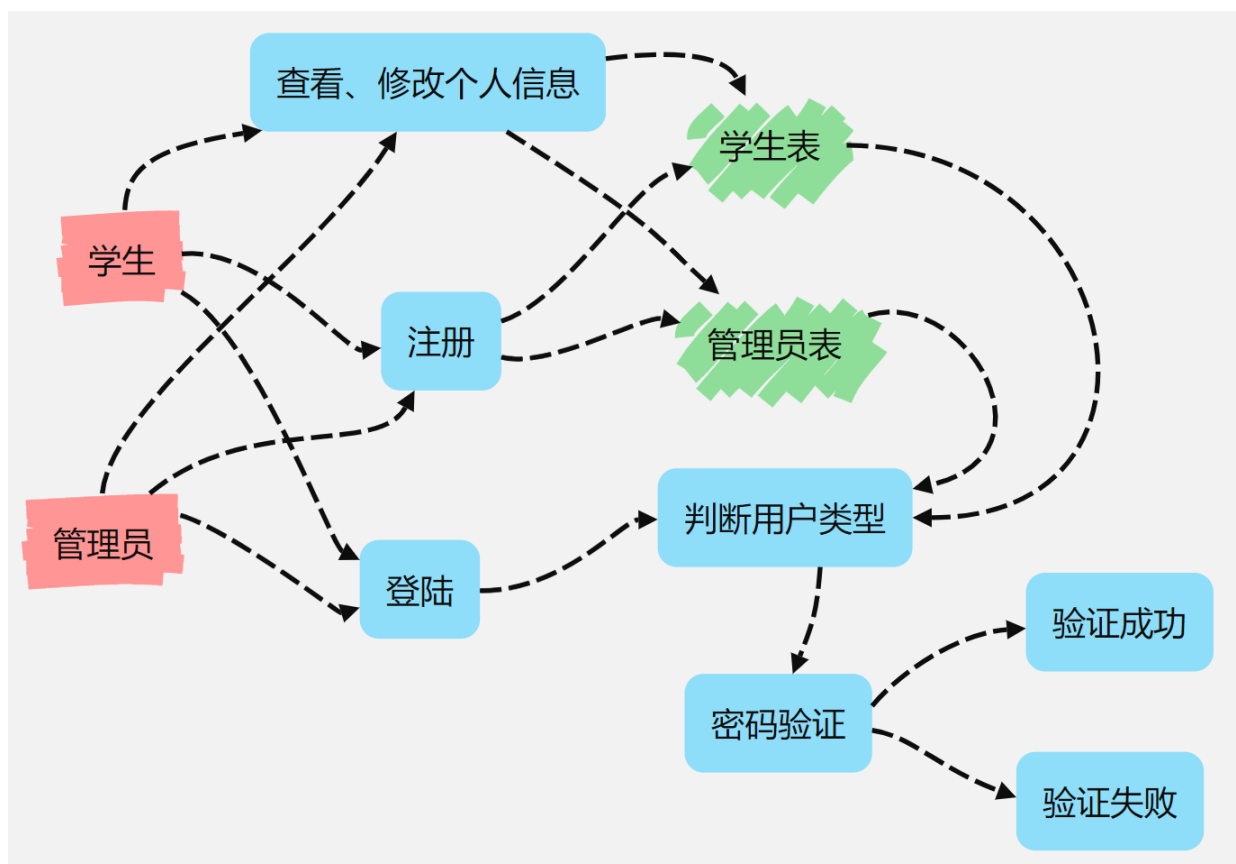 查看、修改个人信息
学生表
学生
注册
管理员表
管理员
判断用户类型
登陆
验证成功
密码验证
验证失败